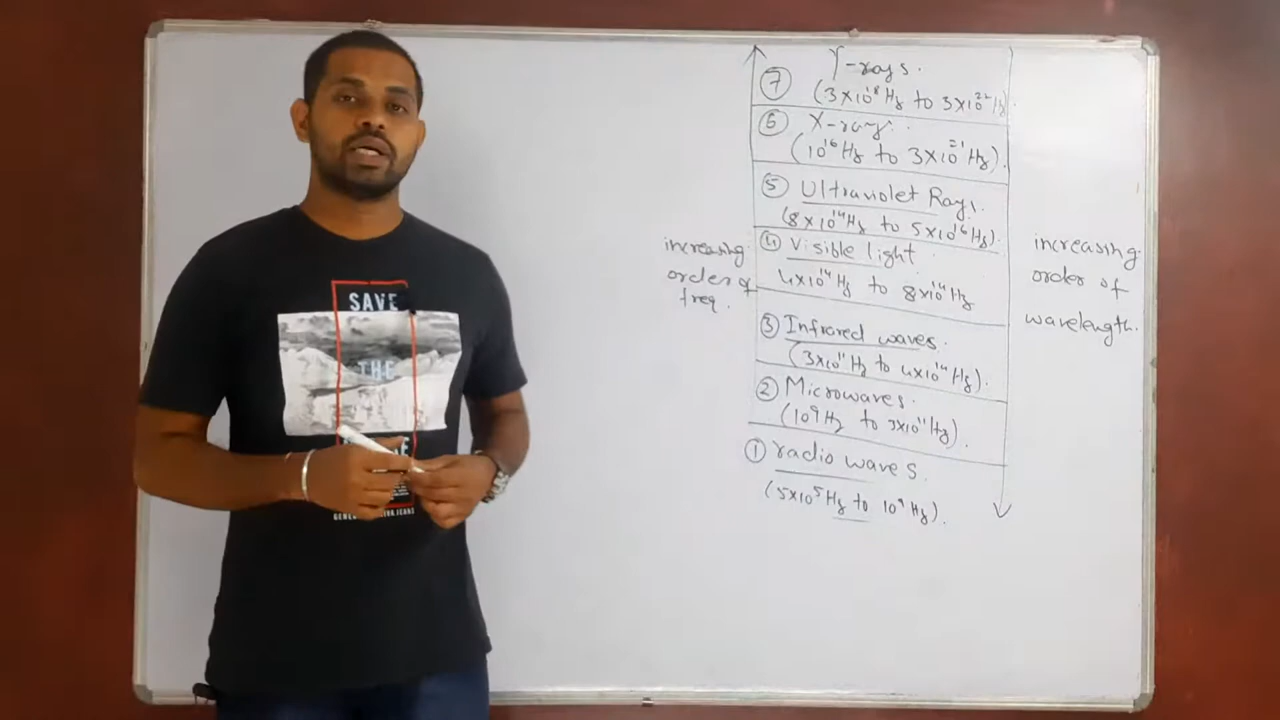 SAVE
THE
7 γ-rays.
(3×10¹⁸ Hz to 3×10²² Hz).
6 X-rays.
(10¹⁶ Hz to 3×10²¹ Hz).
5 Ultraviolet Rays.
(8×10¹⁴ Hz to 5×10¹⁶ Hz).
4 Visible light
4×10¹⁴ Hz to 8×10¹⁴ Hz
3 Infrared waves.
(3×10¹¹ Hz to 4×10¹⁴ Hz).
2 Microwaves.
(10⁹ Hz to 3×10¹¹ Hz).
1 radio waves.
(5×10⁵ Hz to 10⁹ Hz).
increasing
order of
freq.
increasing
order of
wavelength.